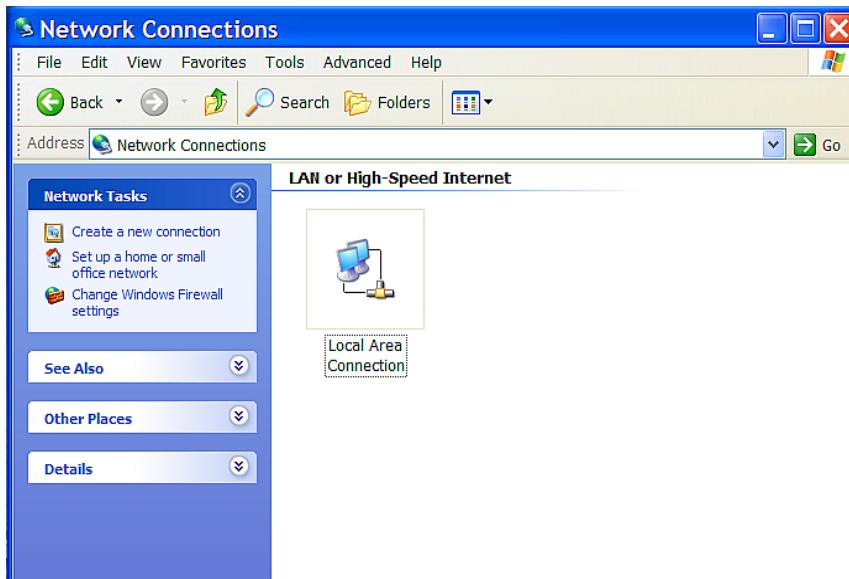 Network Connections
File Edit View Favorites Tools Advanced Help
Back Search Folders
Address Network Connections Go
Network Tasks
Create a new connection
Set up a home or small
office network
Change Windows Firewall
settings
See Also
Other Places
Details
LAN or High-Speed Internet
Local Area
Connection